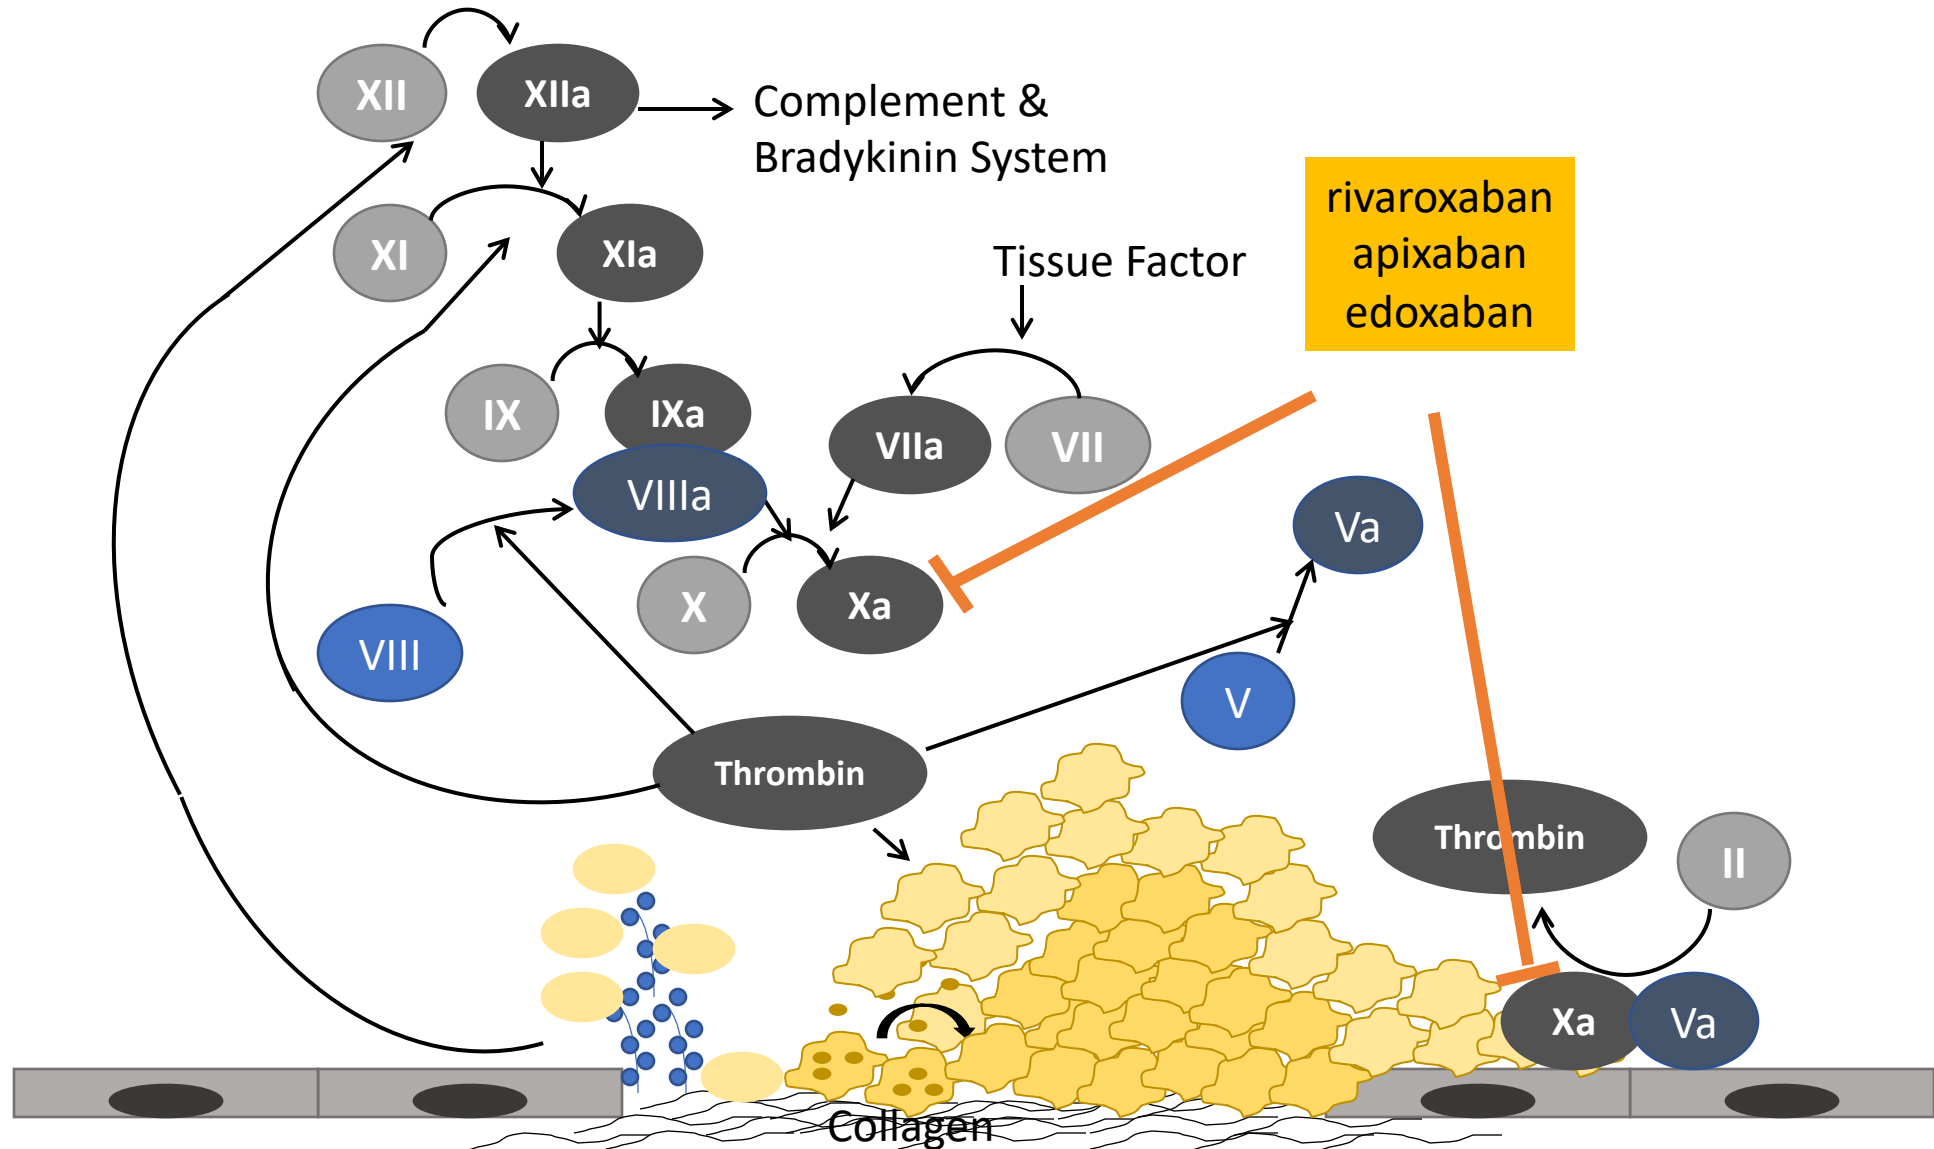 XII
XIIa
Complement &
Bradykinin System
rivaroxaban
apixaban
edoxaban
XI
XIa
Tissue Factor
IX
IXa
VIIa
VII
VIIIa
Va
X
Xa
VIII
V
Thrombin
Thrombin
II
Xa
Va
Collagen